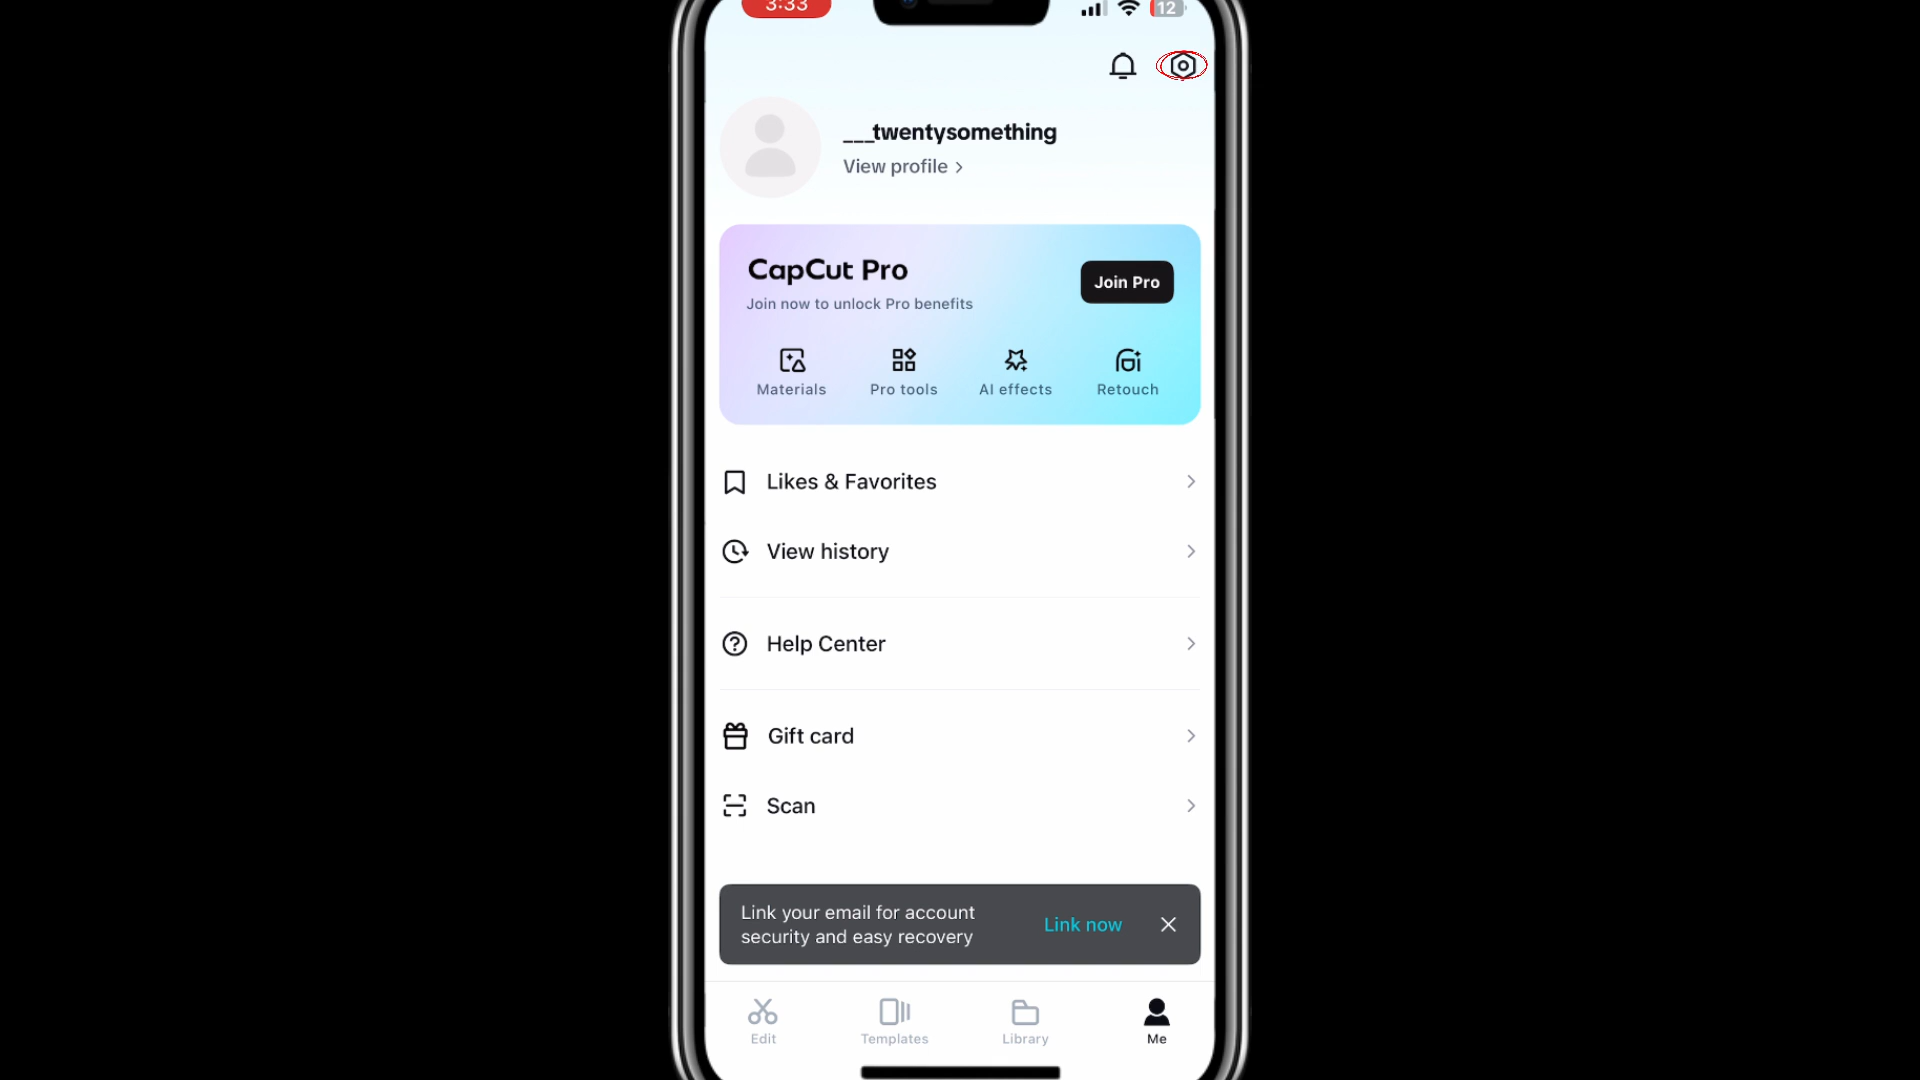 3:33
12
___twentysomething
View profile >
CapCut Pro
Join now to unlock Pro benefits
Join Pro
Materials
Pro tools
AI effects
Retouch
Likes & Favorites
View history
Help Center
Gift card
Scan
Link your email for account
security and easy recovery
Link now
Edit
Templates
Library
Me